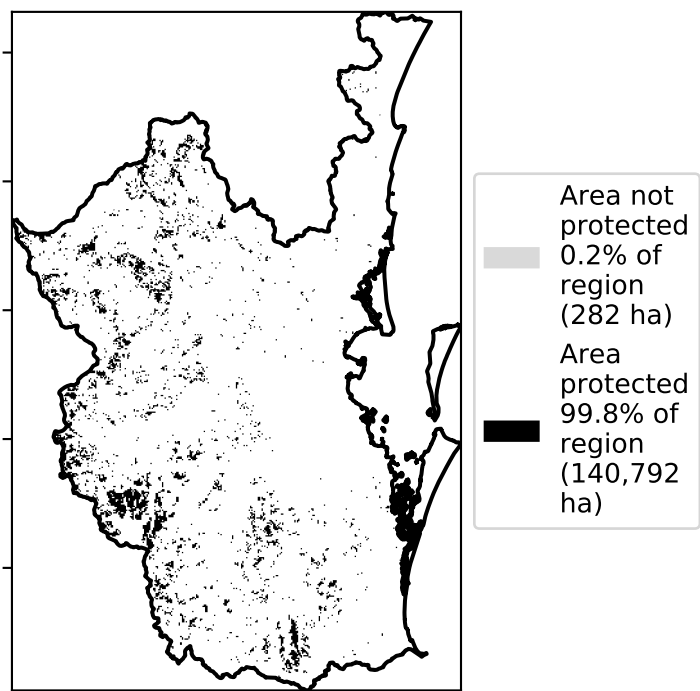 Area not
protected
0.2% of
region
(282 ha)
Area
protected
99.8% of
region
(140,792
ha)